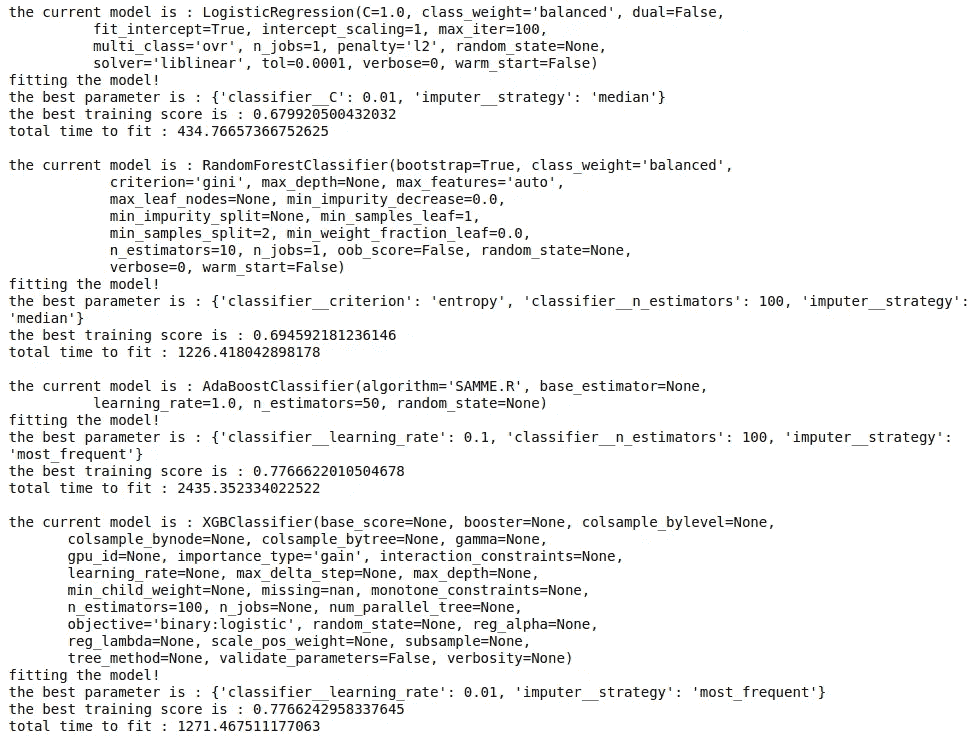 the current model is : LogisticRegression(C=1.0, class_weight='balanced', dual=False,
fit_intercept=True, intercept_scaling=1, max_iter=100,
multi_class='ovr', n_jobs=1, penalty='l2', random_state=None,
solver='liblinear', tol=0.0001, verbose=0, warm_start=False)
fitting the model!
the best parameter is : {'classifier__C': 0.01, 'imputer__strategy': 'median'}
the best training score is : 0.679920500432032
total time to fit : 434.76657366752625
the current model is : RandomForestClassifier(bootstrap=True, class_weight='balanced',
criterion='gini', max_depth=None, max_features='auto',
max_leaf_nodes=None, min_impurity_decrease=0.0,
min_impurity_split=None, min_samples_leaf=1,
min_samples_split=2, min_weight_fraction_leaf=0.0,
n_estimators=10, n_jobs=1, oob_score=False, random_state=None,
verbose=0, warm_start=False)
fitting the model!
the best parameter is : {'classifier__criterion': 'entropy', 'classifier__n_estimators': 100, 'imputer__strategy':
'median'}
the best training score is : 0.694592181236146
total time to fit : 1226.418042898178
the current model is : AdaBoostClassifier(algorithm='SAMME.R', base_estimator=None,
learning_rate=1.0, n_estimators=50, random_state=None)
fitting the model!
the best parameter is : {'classifier__learning_rate': 0.1, 'classifier__n_estimators': 100, 'imputer__strategy':
'most_frequent'}
the best training score is : 0.7766622010504678
total time to fit : 2435.352334022522
the current model is : XGBClassifier(base_score=None, booster=None, colsample_bylevel=None,
colsample_bynode=None, colsample_bytree=None, gamma=None,
gpu_id=None, importance_type='gain', interaction_constraints=None,
learning_rate=None, max_delta_step=None, max_depth=None,
min_child_weight=None, missing=nan, monotone_constraints=None,
n_estimators=100, n_jobs=None, num_parallel_tree=None,
objective='binary:logistic', random_state=None, reg_alpha=None,
reg_lambda=None, scale_pos_weight=None, subsample=None,
tree_method=None, validate_parameters=False, verbosity=None)
fitting the model!
the best parameter is : {'classifier__learning_rate': 0.01, 'imputer__strategy': 'most_frequent'}
the best training score is : 0.7766242958337645
total time to fit : 1271.467511177063